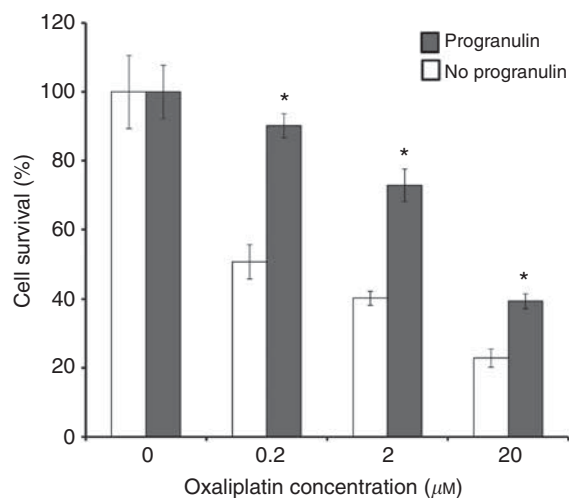 120
100
80
60
40
20
0
Cell survival (%)
Progranulin
No progranulin
*
*
*
0 0.2 2 20
Oxaliplatin concentration (μM)